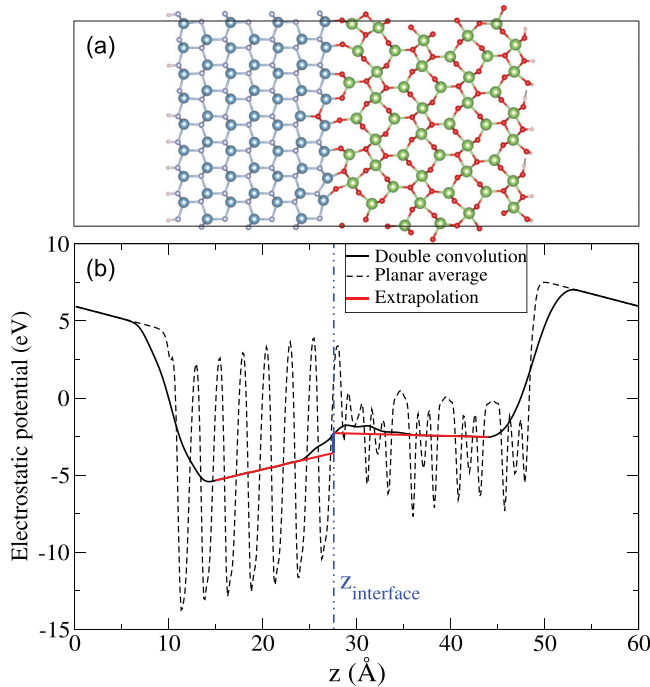 (a)
(b)
Double convolution
Planar average
Extrapolation
10
5
0
-5
-10
-15
Electrostatic potential (eV)
zinterface
0 10 20 30 40 50 60
z (Å)